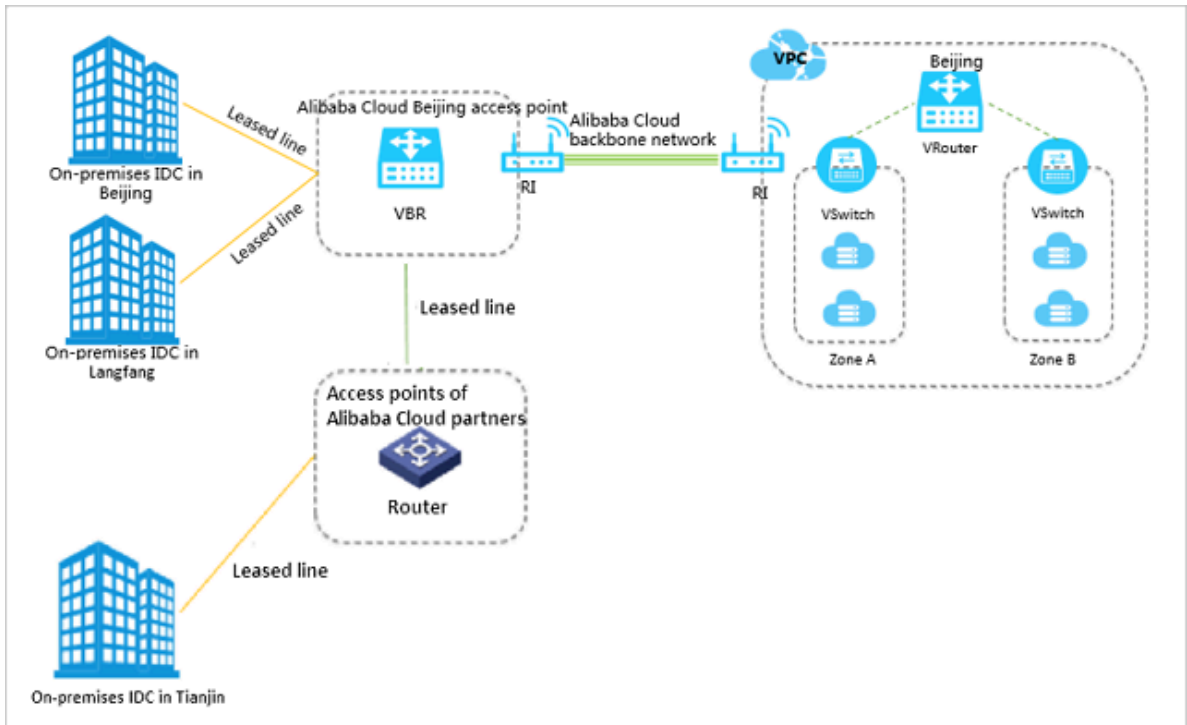 VPC
Beijing
Leased line
Alibaba Cloud Beijing access point
Alibaba Cloud
backbone network
VRouter
On-premises IDC in
Beijing
RI
RI
VBR
VSwitch
VSwitch
Leased line
Leased line
On-premises IDC in
Langfang
Zone A
Zone B
Access points of
Alibaba Cloud partners
Router
Leased line
On-premises IDC in Tianjin